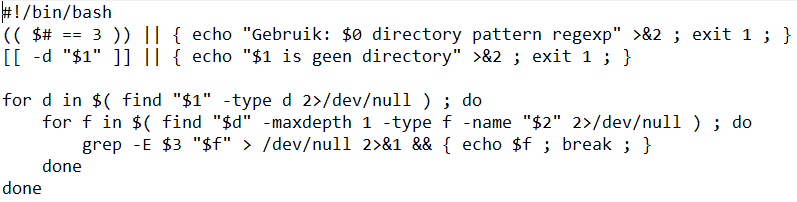 #!/bin/bash
(( $# == 3 )) || { echo "Gebruik: $0 directory pattern regexp" >&2 ; exit 1 ; }
[[ -d "$1" ]] || { echo "$1 is geen directory" >&2 ; exit 1 ; }

for d in $( find "$1" -type d 2>/dev/null ) ; do
    for f in $( find "$d" -maxdepth 1 -type f -name "$2" 2>/dev/null ) ; do
        grep -E $3 "$f" > /dev/null 2>&1 && { echo $f ; break ; }
    done
done